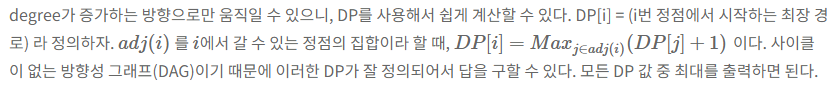 degree가 증가하는 방향으로만 움직일 수 있으니, DP를 사용해서 쉽게 계산할 수 있다. DP[i] = (i번 정점에서 시작하는 최장 경
로) 라 정의하자. adj(i) 를 i에서 갈 수 있는 정점의 집합이라 할 때, DP[i] = Max_{j∈adj(i)}(DP[j] + 1) 이다. 사이클
이 없는 방향성 그래프(DAG)이기 때문에 이러한 DP가 잘 정의되어서 답을 구할 수 있다. 모든 DP 값 중 최대를 출력하면 된다.